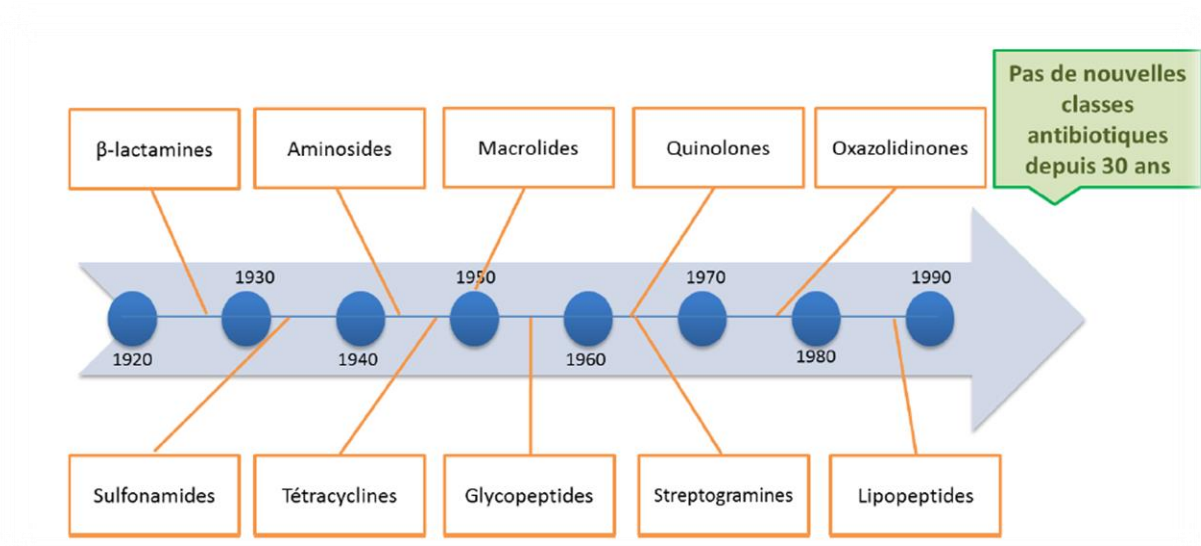 Pas de nouvelles
classes
antibiotiques
depuis 30 ans
β-lactamines
Aminosides
Macrolides
Quinolones
Oxazolidinones
1930
1950
1970
1990
1920
1940
1960
1980
Sulfonamides
Tétracyclines
Glycopeptides
Streptogramines
Lipopeptides